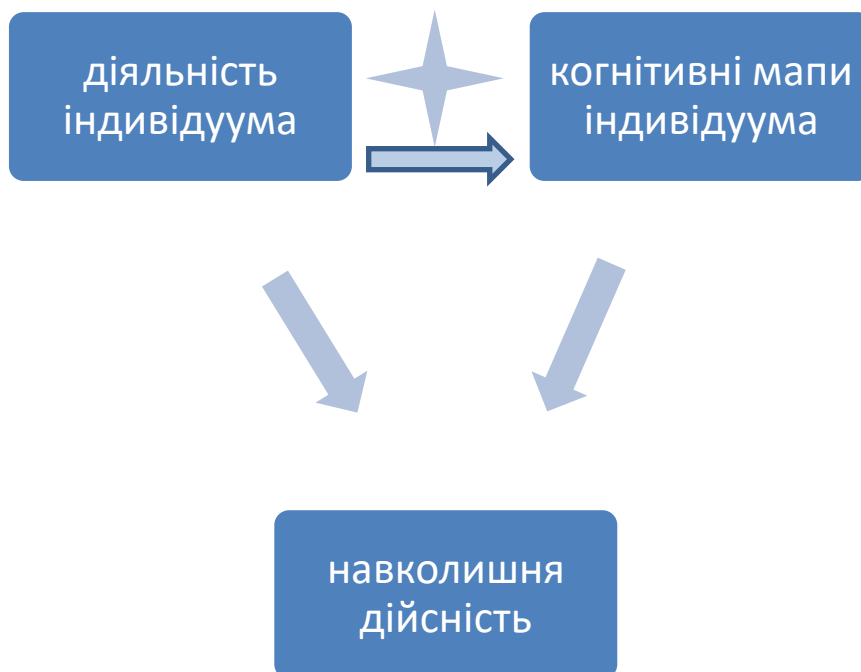 діяльність
індивідуума
когнітивні мапи
індивідуума
навколишня
дійсність